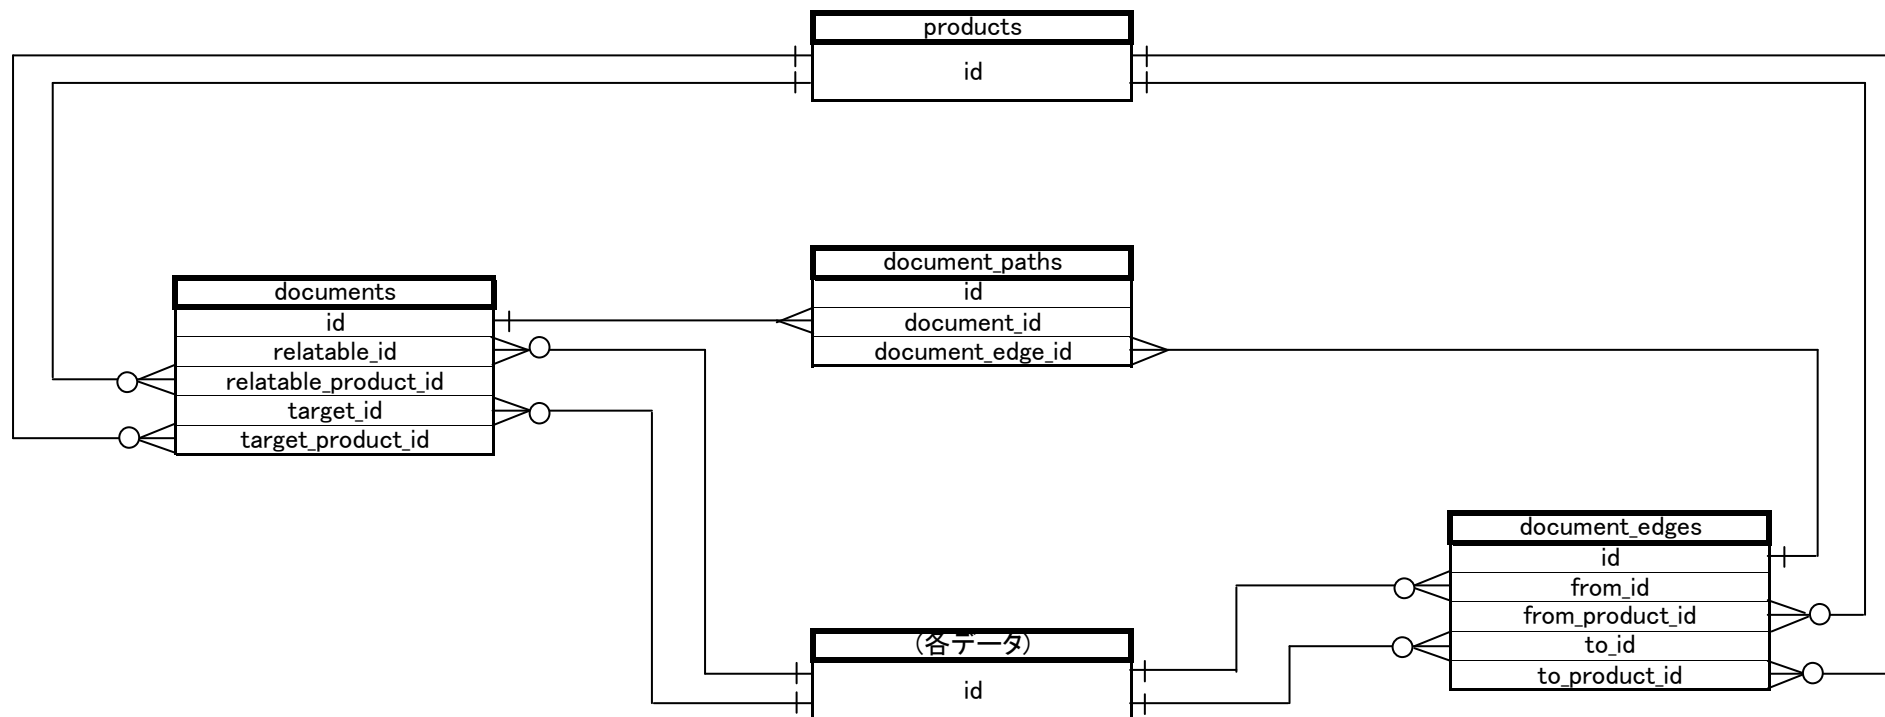 products
id
document_paths
id
document_id
document_edge_id
documents
id
relatable_id
relatable_product_id
target_id
target_product_id
document_edges
id
from_id
from_product_id
to_id
to_product_id
(各データ)
id